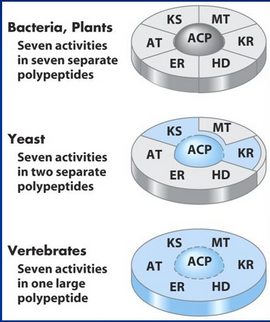 Bacteria, Plants
Seven activities
in seven separate
polypeptides
KS MT
AT ACP KR
ER HD
Yeast
Seven activities
in two separate
polypeptides
KS MT
AT ACP KR
ER HD
Vertebrates
Seven activities
in one large
polypeptide
KS MT
AT ACP KR
ER HD